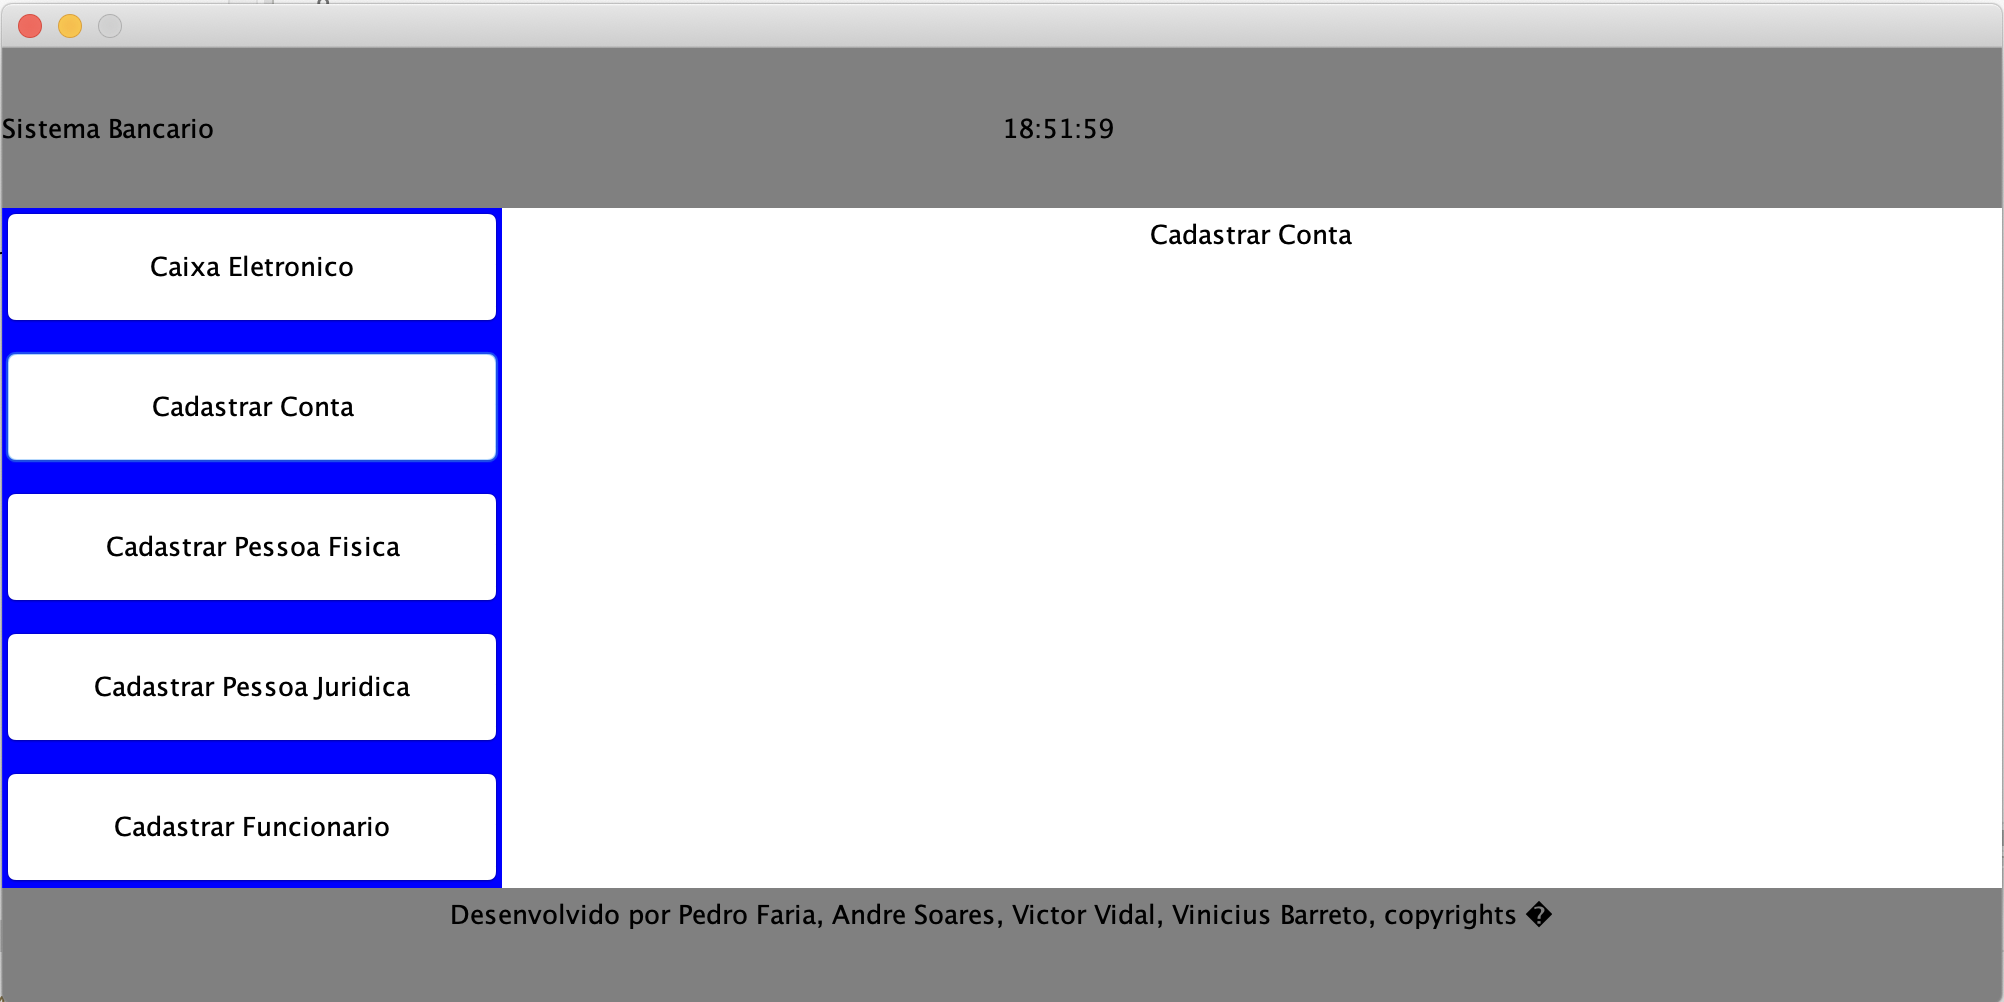 Sistema Bancario
18:51:59
Caixa Eletronico
Cadastrar Conta
Cadastrar Pessoa Fisica
Cadastrar Pessoa Juridica
Cadastrar Funcionario
Cadastrar Conta
Desenvolvido por Pedro Faria, Andre Soares, Victor Vidal, Vinicius Barreto, copyrights �